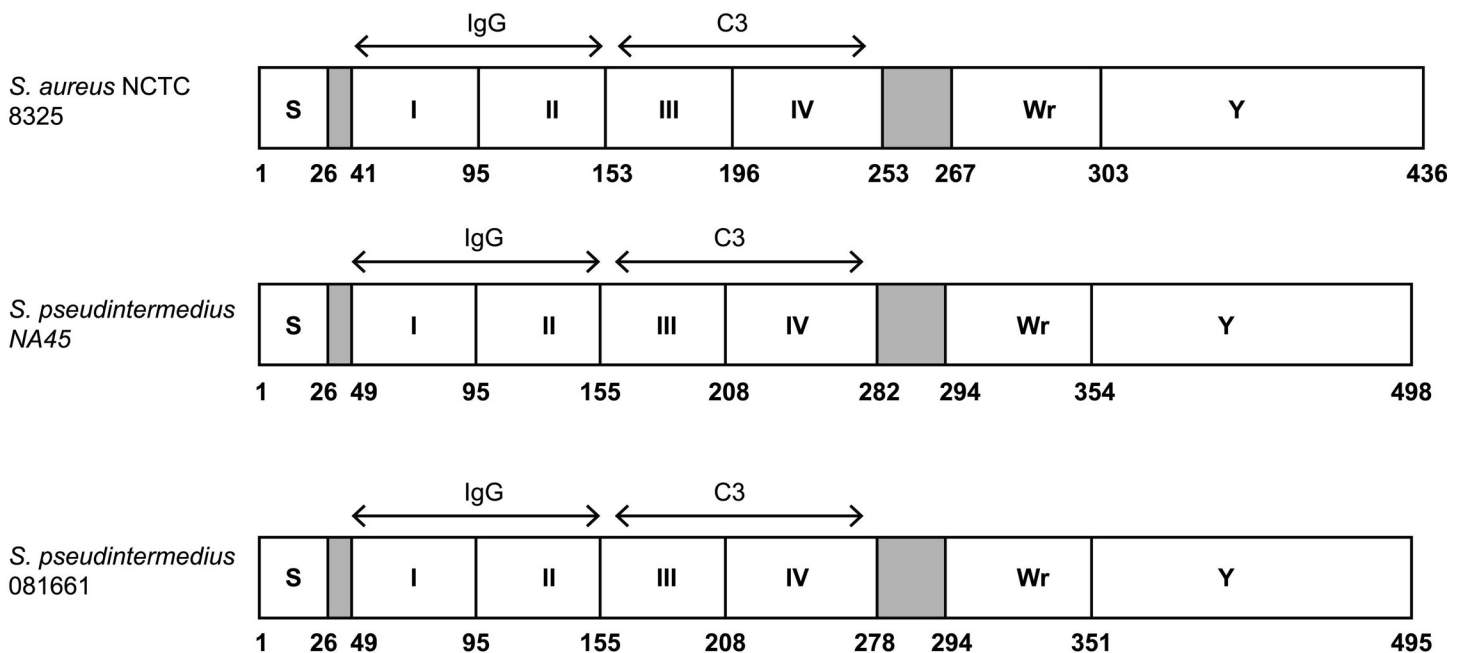 IgG C3
S. aureus NCTC
8325
S I II III IV Wr Y
1 26 41 95 153 196 253 267 303 436
IgG C3
S. pseudintermedius
NA45
S I II III IV Wr Y
1 26 49 95 155 208 282 294 354 498
IgG C3
S. pseudintermedius
081661
S I II III IV Wr Y
1 26 49 95 155 208 278 294 351 495